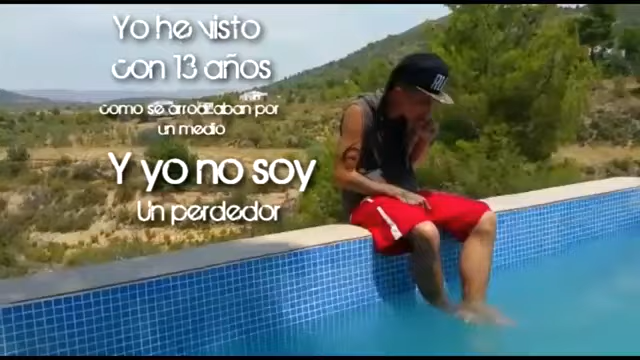 Yo he visto
con 13 años
como se arrodillaban por
un medio
Y yo no soy
Un perdedor